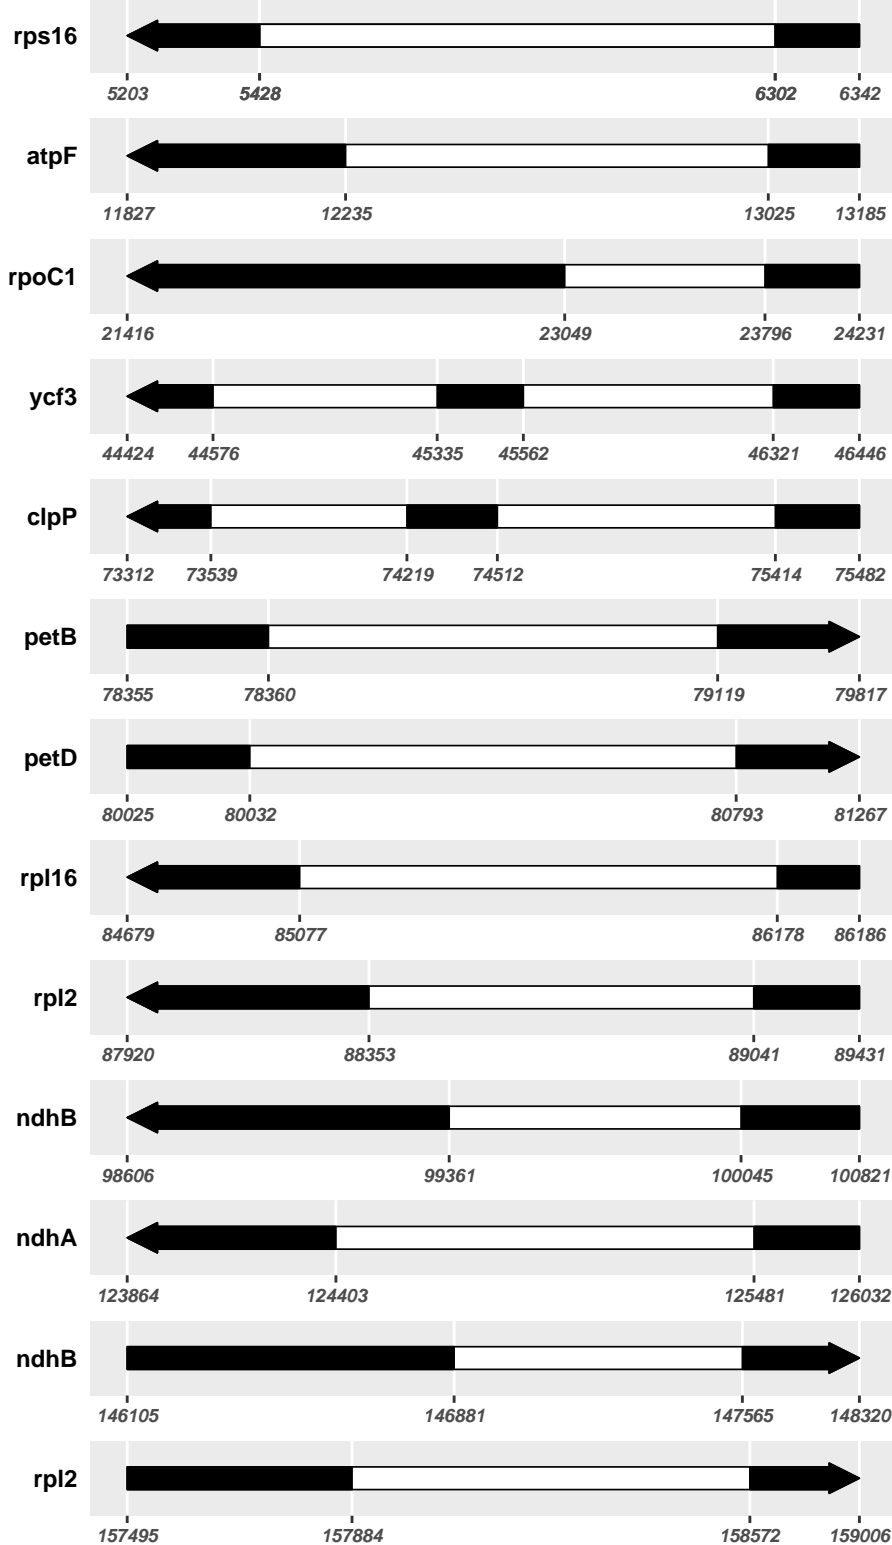 rps16
5203 5428 6302 6342
atpF
11827 12235 13025 13185
rpoC1
21416 23049 23796 24231
ycf3
44424 44576 45335 45562 46321 46446
clpP
73312 73539 74219 74512 75414 75482
petB
78355 78360 79119 79817
petD
80025 80032 80793 81267
rpl16
84679 85077 86178 86186
rpl2
87920 88353 89041 89431
ndhB
98606 99361 100045 100821
ndhA
123864 124403 125481 126032
ndhB
146105 146881 147565 148320
rpl2
157495 157884 158572 159006